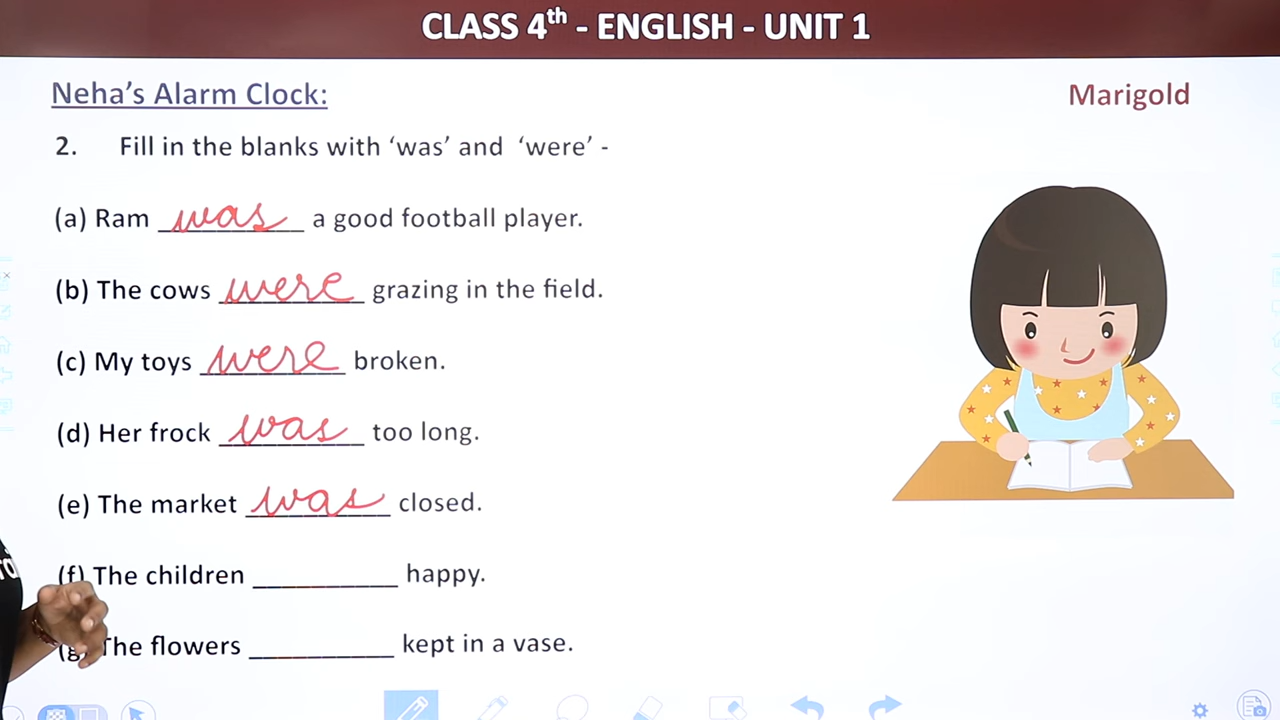 CLASS 4th - ENGLISH - UNIT 1
Neha's Alarm Clock:
Marigold
2. Fill in the blanks with 'was' and 'were' -
(a) Ram was a good football player.
(b) The cows were grazing in the field.
(c) My toys were broken.
(d) Her frock was too long.
(e) The market was closed.
(f) The children __________ happy.
(g) The flowers __________ kept in a vase.